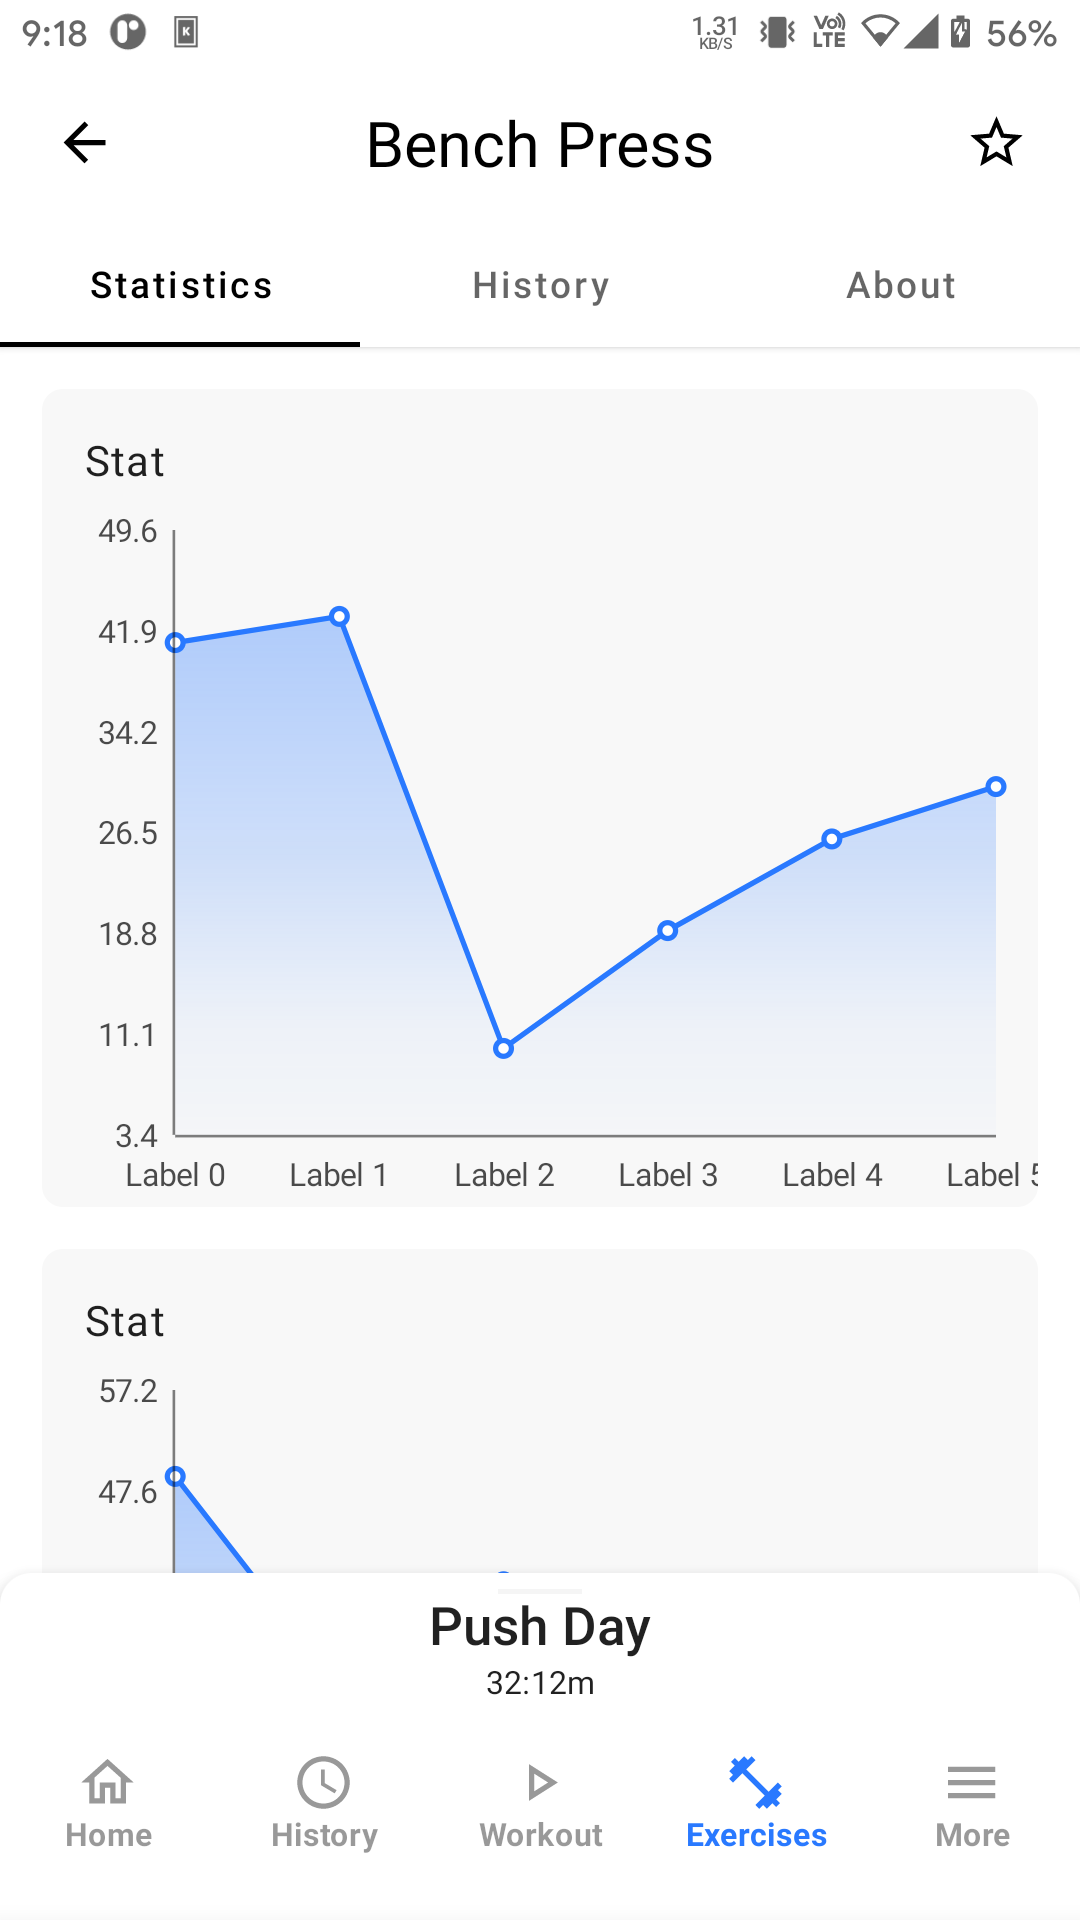 9:18 K 1.31 KB/S Vo) LTE 56%
Bench Press
Statistics History About
Stat
49.6
41.9
34.2
26.5
18.8
11.1
3.4
Label 0 Label 1 Label 2 Label 3 Label 4 Label 5
Stat
57.2
47.6
Push Day
32:12m
Home History Workout Exercises More